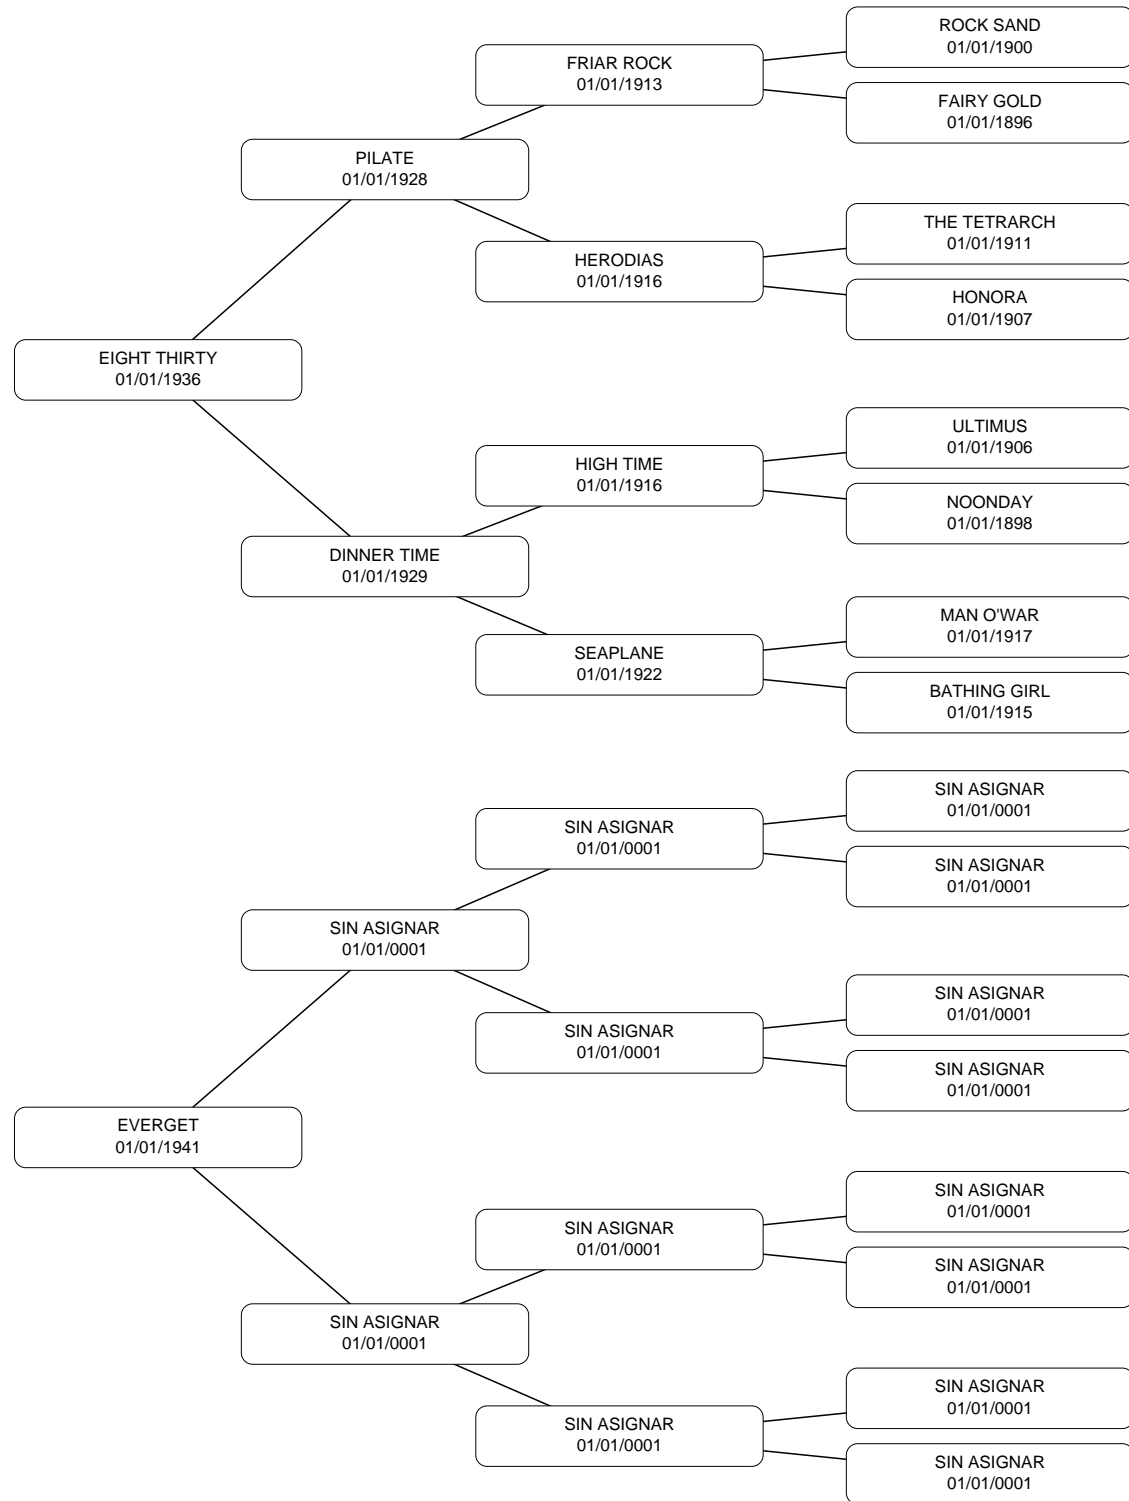 ROCK SAND
01/01/1900
FRIAR ROCK
01/01/1913
FAIRY GOLD
01/01/1896
PILATE
01/01/1928
THE TETRARCH
01/01/1911
HERODIAS
01/01/1916
HONORA
01/01/1907
EIGHT THIRTY
01/01/1936
ULTIMUS
01/01/1906
HIGH TIME
01/01/1916
NOONDAY
01/01/1898
DINNER TIME
01/01/1929
MAN O'WAR
01/01/1917
SEAPLANE
01/01/1922
BATHING GIRL
01/01/1915
SIN ASIGNAR
01/01/0001
SIN ASIGNAR
01/01/0001
SIN ASIGNAR
01/01/0001
SIN ASIGNAR
01/01/0001
SIN ASIGNAR
01/01/0001
SIN ASIGNAR
01/01/0001
SIN ASIGNAR
01/01/0001
EVERGET
01/01/1941
SIN ASIGNAR
01/01/0001
SIN ASIGNAR
01/01/0001
SIN ASIGNAR
01/01/0001
SIN ASIGNAR
01/01/0001
SIN ASIGNAR
01/01/0001
SIN ASIGNAR
01/01/0001
SIN ASIGNAR
01/01/0001